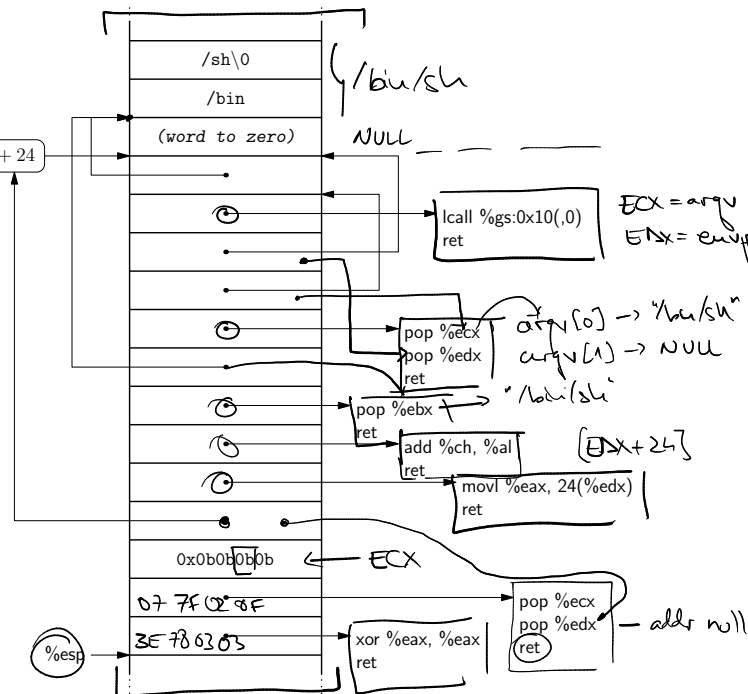 /sh\0
/bin
/bin/sh
(word to zero)
NULL
+ 24
lcall %gs:0x10(,0)
ret
ECX = argv
EDX = envp
pop %ecx
pop %edx
ret
argv[0] → "/bin/sh"
argv[1] → NULL
"/bin/sh"
pop %ebx
ret
add %ch, %al
ret
[EDX+24]
movl %eax, 24(%edx)
ret
0x0b0b0b0b
← ECX
07 7F 02 0F
pop %ecx
pop %edx
ret
addr null
%esp
3E 78 03 03
xor %eax, %eax
ret